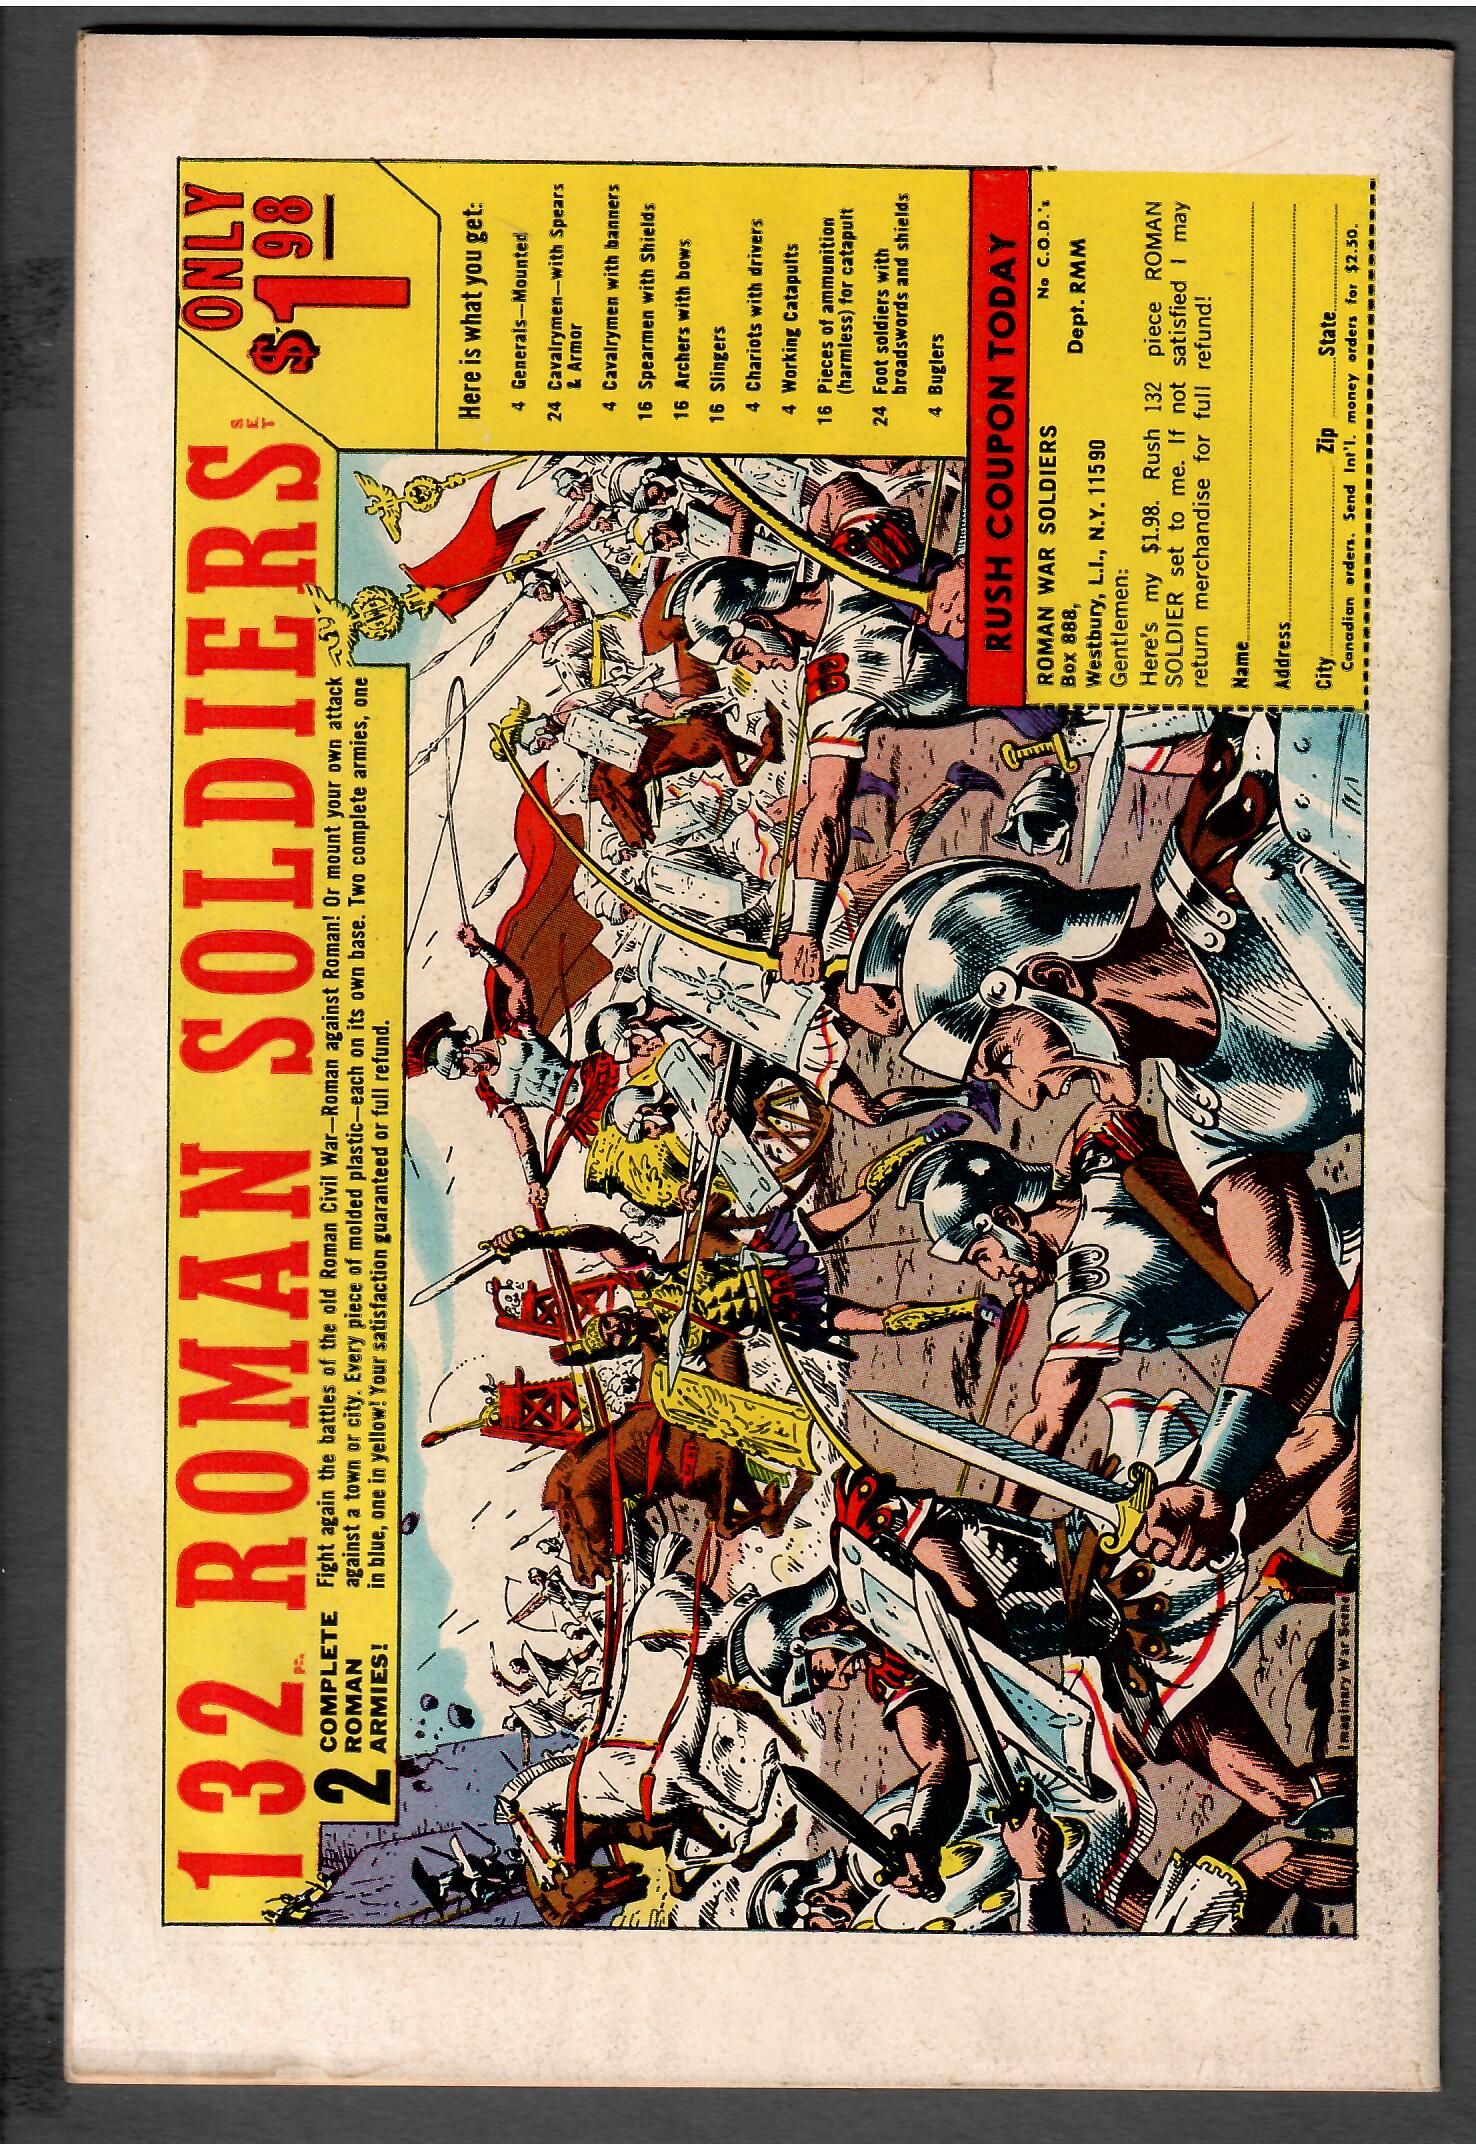 132 PC. ROMAN SOLDIERS SET
ONLY
$1.98
2 COMPLETE
ROMAN
ARMIES!
Fight again the battles of the old Roman Civil War—Roman against Roman! Or mount your own attack
against a town or city. Every piece of molded plastic—each on its own base. Two complete armies, one
in blue, one in yellow! Your satisfaction guaranteed or full refund.
Here is what you get:
4 Generals—Mounted
24 Cavalrymen—with Spears
& Armor
4 Cavalrymen with banners
16 Spearmen with Shields
16 Archers with bows
16 Slingers
4 Chariots with drivers
4 Working Catapults
16 Pieces of ammunition
(harmless) for catapult
24 Foot soldiers with
broadswords and shields
4 Buglers
RUSH COUPON TODAY
ROMAN WAR SOLDIERS No C.O.D.'s
Box 888,
Westbury, L.I., N.Y. 11590 Dept. RMM
Gentlemen:
Here's my $1.98. Rush 132 piece ROMAN
SOLDIER set to me. If not satisfied I may
return merchandise for full refund!
Name
Address
City Zip State
Canadian orders. Send Int'l. money orders for $2.50.
Imaginary War Scene